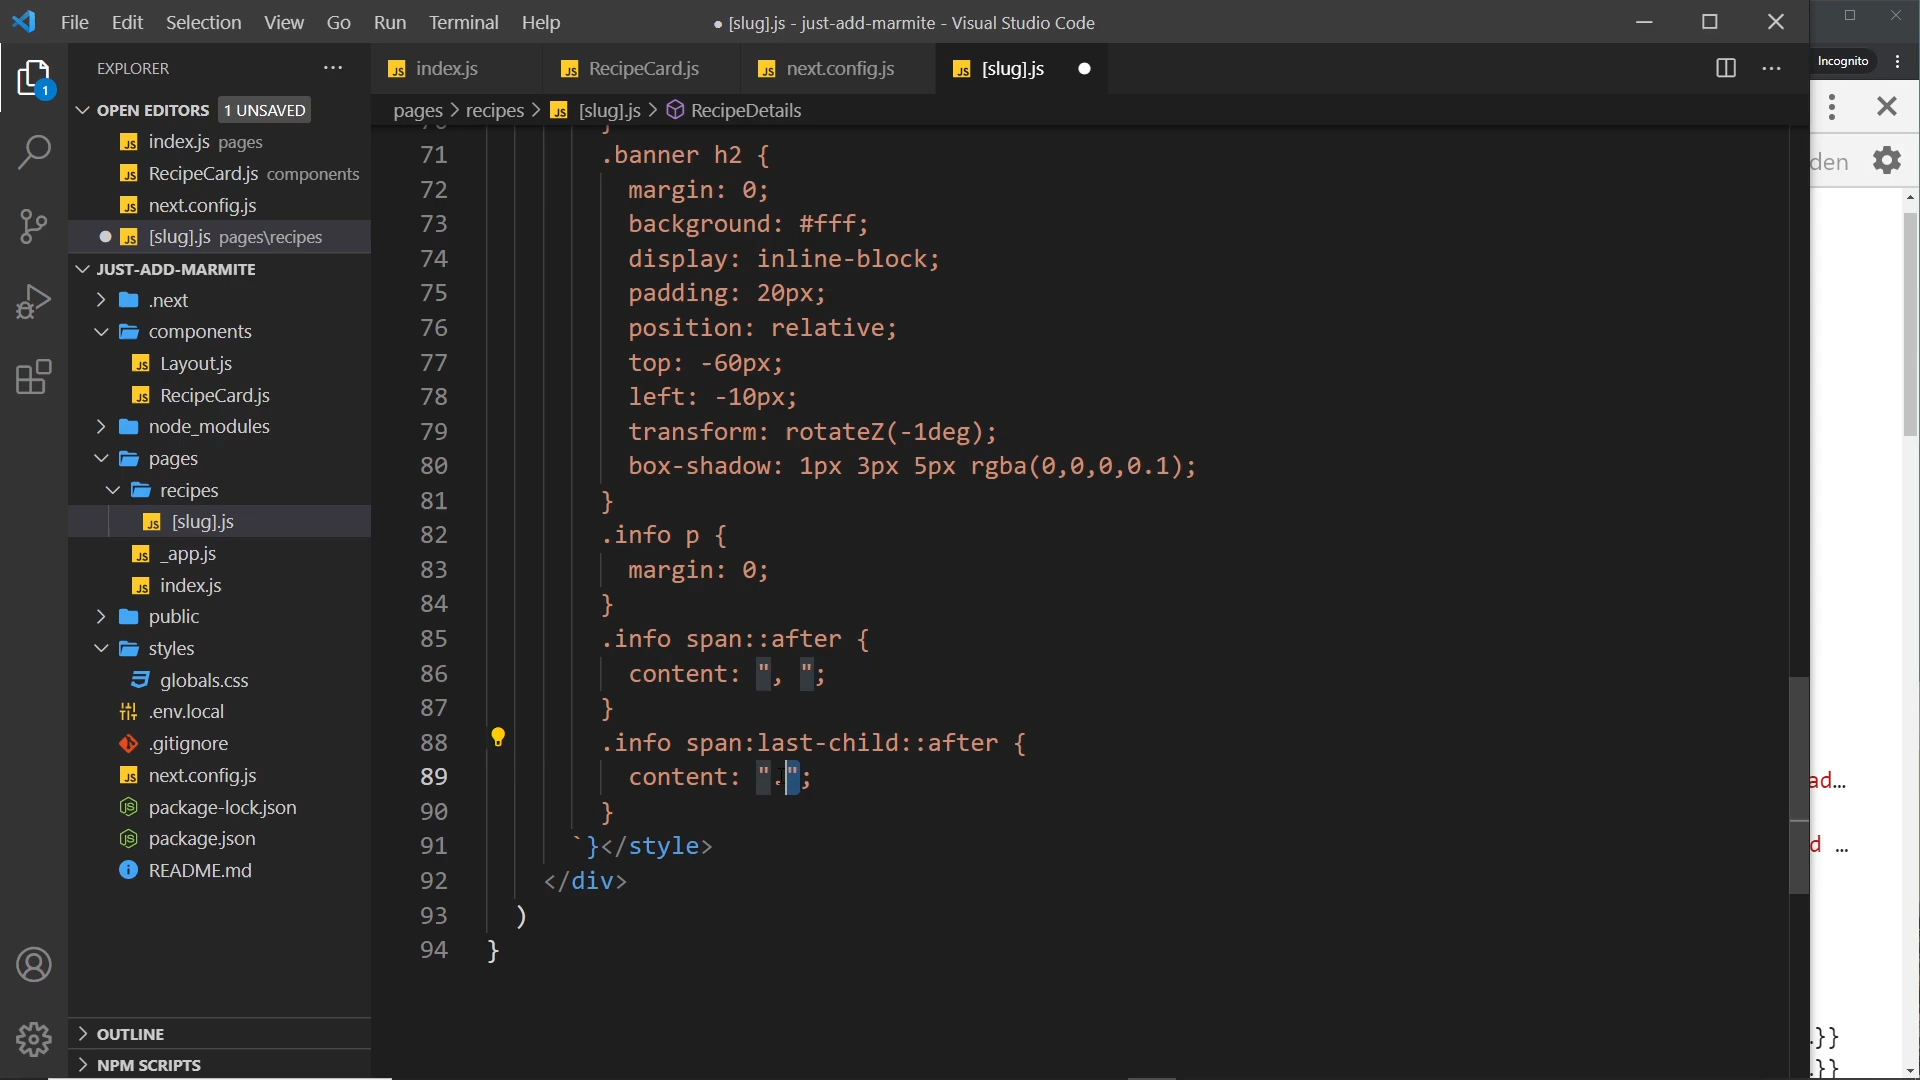 File Edit Selection View Go Run Terminal Help
● [slug].js - just-add-marmite - Visual Studio Code
Incognito
EXPLORER
index.js
RecipeCard.js
next.config.js
[slug].js
pages > recipes > [slug].js > RecipeDetails
OPEN EDITORS 1 UNSAVED
index.js pages
RecipeCard.js components
next.config.js
[slug].js pages\recipes
JUST-ADD-MARMITE
.next
components
Layout.js
RecipeCard.js
node_modules
pages
recipes
[slug].js
_app.js
index.js
public
styles
globals.css
.env.local
.gitignore
next.config.js
package-lock.json
package.json
README.md
OUTLINE
NPM SCRIPTS
1
71 .banner h2 {
72 margin: 0;
73 background: #fff;
74 display: inline-block;
75 padding: 20px;
76 position: relative;
77 top: -60px;
78 left: -10px;
79 transform: rotateZ(-1deg);
80 box-shadow: 1px 3px 5px rgba(0,0,0,0.1);
81 }
82 .info p {
83 margin: 0;
84 }
85 .info span::after {
86 content: ", ";
87 }
88 .info span:last-child::after {
89 content: ".";
90 }
91 `}</style>
92 </div>
93 )
94 }
den
ad...
d ...
.}}
.}}